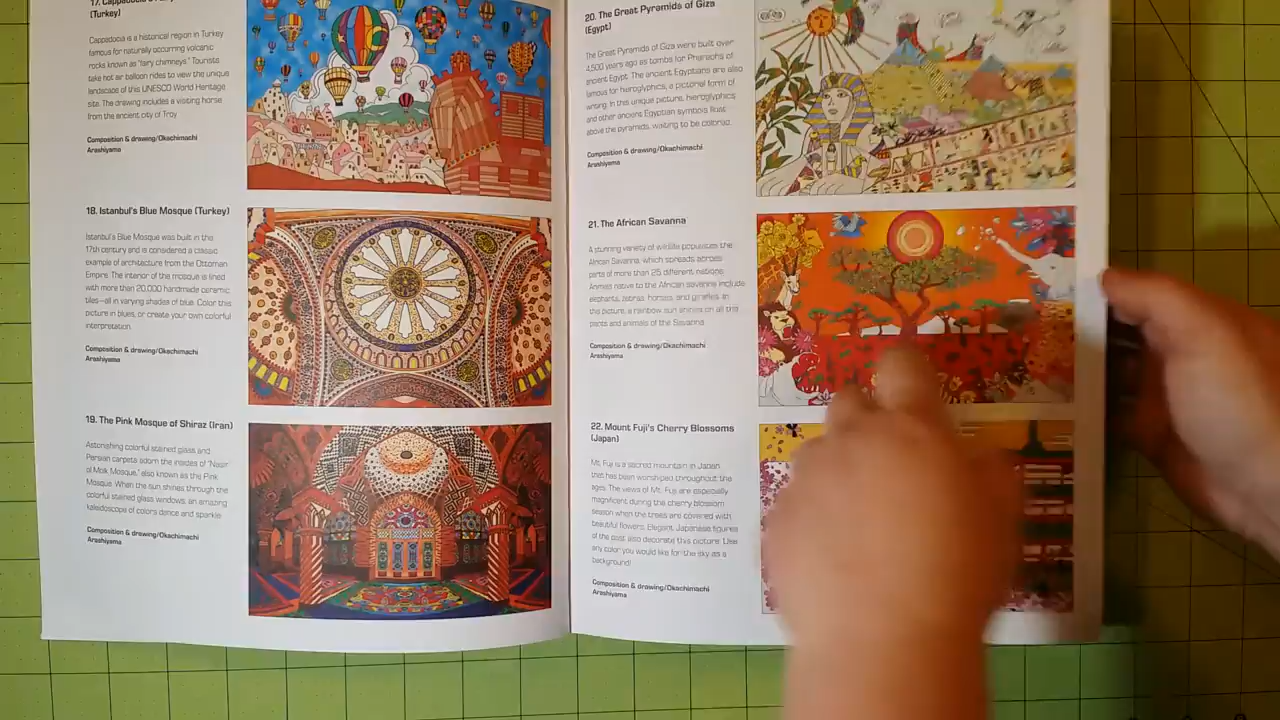 (Turkey)
Cappadocia is a historical region in Turkey
famous for naturally occurring volcanic
rocks known as "fairy chimneys." Tourists
take hot air balloon rides to view the unique
landscape of this UNESCO World Heritage
site. The drawing includes a visiting horse
from the ancient city of Troy
Composition & drawing/Okachimachi
Arashiyama
18. Istanbul's Blue Mosque (Turkey)
Istanbul's Blue Mosque was built in the
17th century and is considered a classic
example of architecture from the Ottoman
Empire. The interior of the mosque is lined
with more than 20,000 handmade ceramic
tiles—all in varying shades of blue. Color this
picture in blues, or create your own colorful
interpretation.
Composition & drawing/Okachimachi
Arashiyama
19. The Pink Mosque of Shiraz (Iran)
Astonishing colorful stained glass and
Persian carpets adorn the insides of "Nasir
al Molk Mosque," also known as the Pink
Mosque. When the sun shines through the
colorful stained glass windows, an amazing
kaleidoscope of colors dance and sparkle.
Composition & drawing/Okachimachi
Arashiyama
20. The Great Pyramids of Giza
(Egypt)
The Great Pyramids of Giza were built over
4,500 years ago as tombs for Pharaohs of
ancient Egypt. The ancient Egyptians are also
famous for hieroglyphics, a pictorial form of
writing. In this unique picture, hieroglyphics
and other ancient Egyptian symbols float
above the pyramids, waiting to be colored.
Composition & drawing/Okachimachi
Arashiyama
21. The African Savanna
A stunning variety of wildlife populates the
African Savanna, which spreads across
parts of more than 25 different nations.
Animals native to the African savanna include
elephants, zebras, horses, and giraffes. In
this picture, a rainbow sun shines on all the
plants and animals of the Savanna.
Composition & drawing/Okachimachi
Arashiyama
22. Mount Fuji's Cherry Blossoms
(Japan)
Mt. Fuji is a sacred mountain in Japan
that has been worshiped throughout the
ages. The views of Mt. Fuji are especially
magnificent during the cherry blossom
season when the trees are covered with
beautiful flowers. Elegant Japanese figures
of the past also decorate this picture. Use
any color you would like for the sky as a
background!
Composition & drawing/Okachimachi
Arashiyama